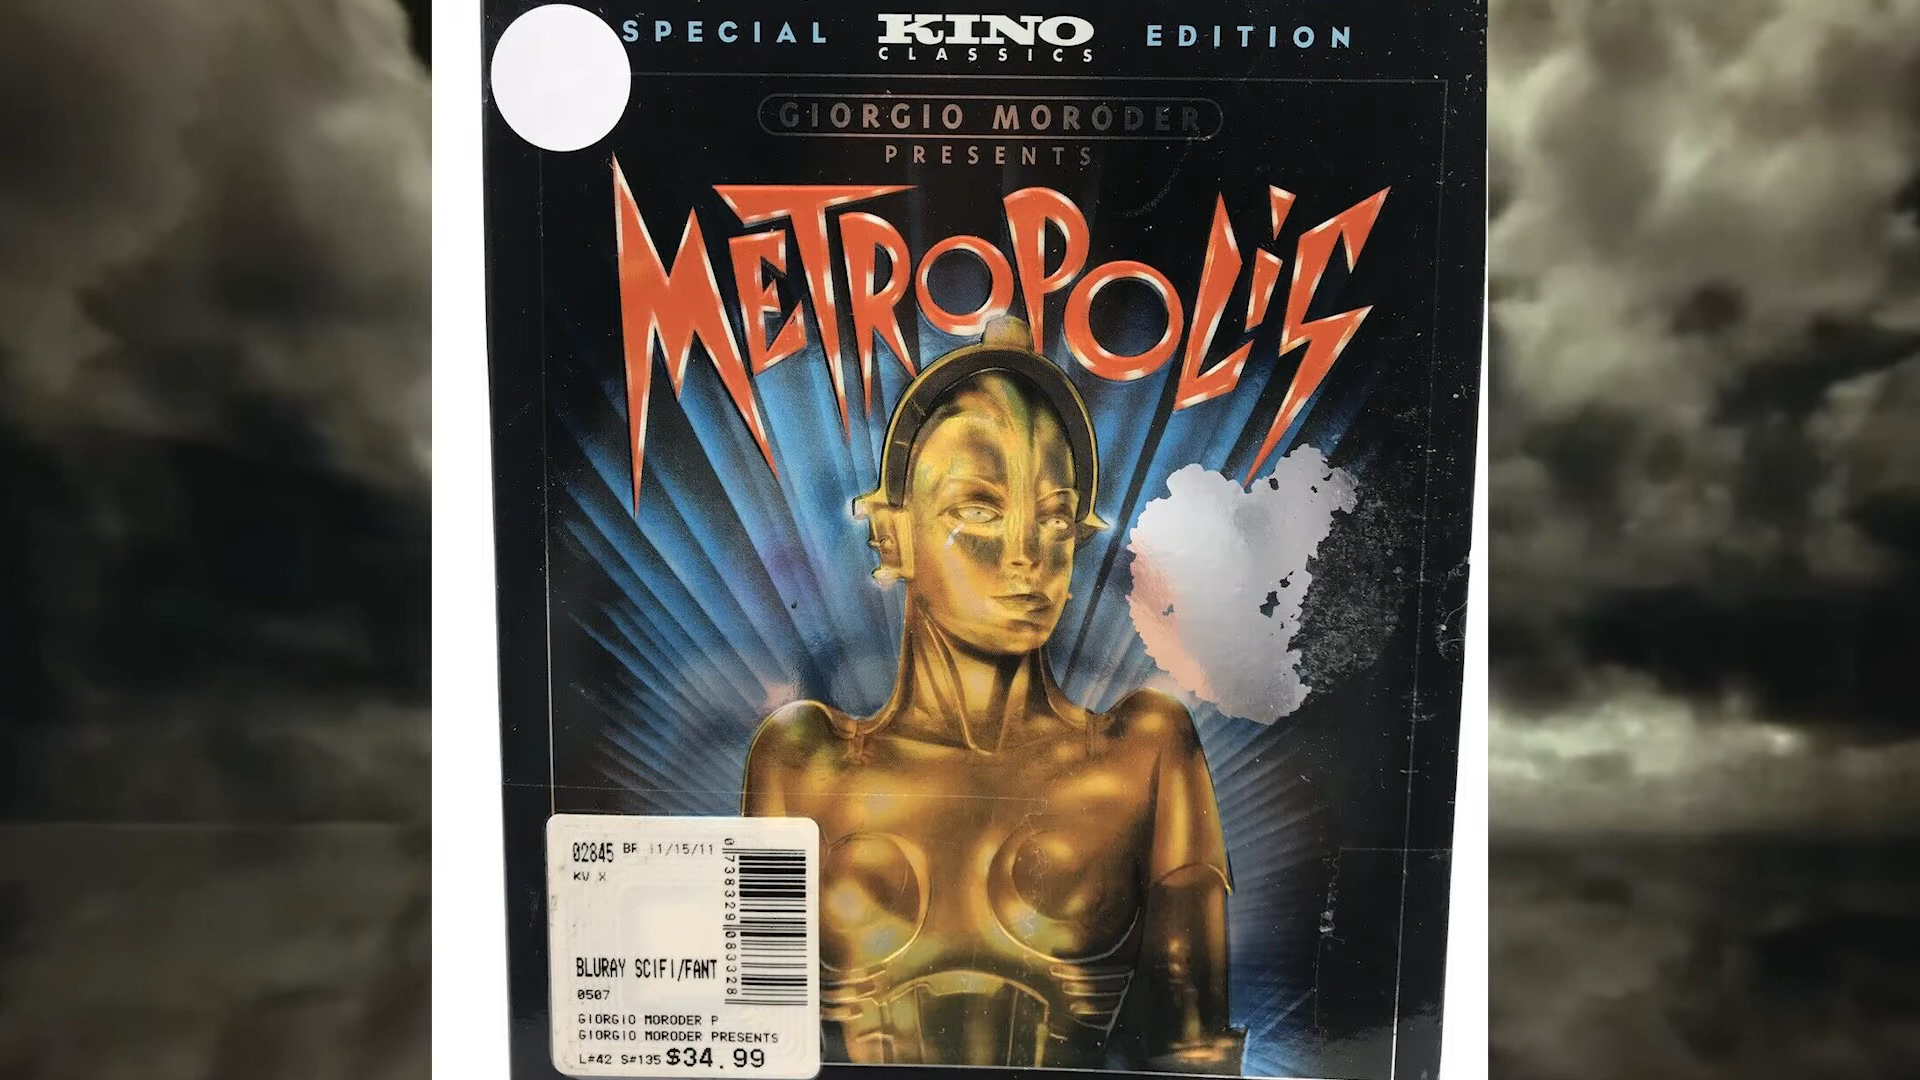 SPECIAL KINO EDITION
CLASSICS
GIORGIO MORODER
PRESENTS
METROPOLIS
02845 BR 11/15/11
KV X
738329083328
BLURAY SCIFI/FANT
0507
GIORGIO MORODER P
GIORGIO MORODER PRESENTS
L#42 S#135 $34.99